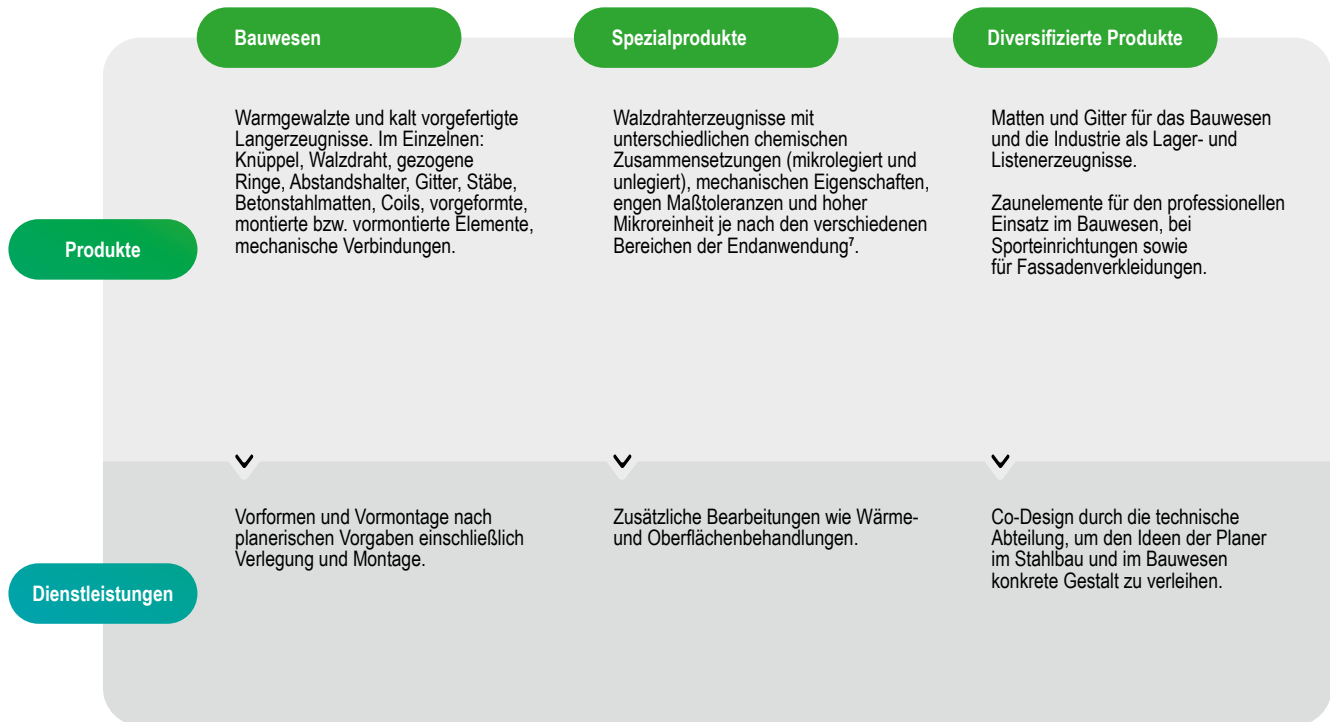 Bauwesen
Spezialprodukte
Diversifizierte Produkte
Produkte
Warmgewalzte und kalt vorgefertigte
Langerzeugnisse. Im Einzelnen:
Knüppel, Walzdraht, gezogene
Ringe, Abstandshalter, Gitter, Stäbe,
Betonstahlmatten, Coils, vorgeformte,
montierte bzw. vormontierte Elemente,
mechanische Verbindungen.
Walzdrahterzeugnisse mit
unterschiedlichen chemischen
Zusammensetzungen (mikrolegiert und
unlegiert), mechanischen Eigenschaften,
engen Maßtoleranzen und hoher
Mikroreinheit je nach den verschiedenen
Bereichen der Endanwendung⁷.
Matten und Gitter für das Bauwesen
und die Industrie als Lager- und
Listenerzeugnisse.
Zaunelemente für den professionellen
Einsatz im Bauwesen, bei
Sporteinrichtungen sowie
für Fassadenverkleidungen.
Dienstleistungen
Vorformen und Vormontage nach
planerischen Vorgaben einschließlich
Verlegung und Montage.
Zusätzliche Bearbeitungen wie Wärme-
und Oberflächenbehandlungen.
Co-Design durch die technische
Abteilung, um den Ideen der Planer
im Stahlbau und im Bauwesen
konkrete Gestalt zu verleihen.